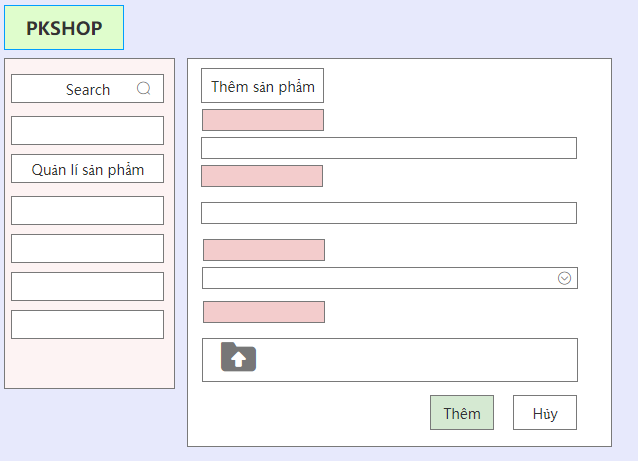 PKSHOP
Search
Quản lí sản phẩm
Thêm sản phẩm
Thêm
Hủy